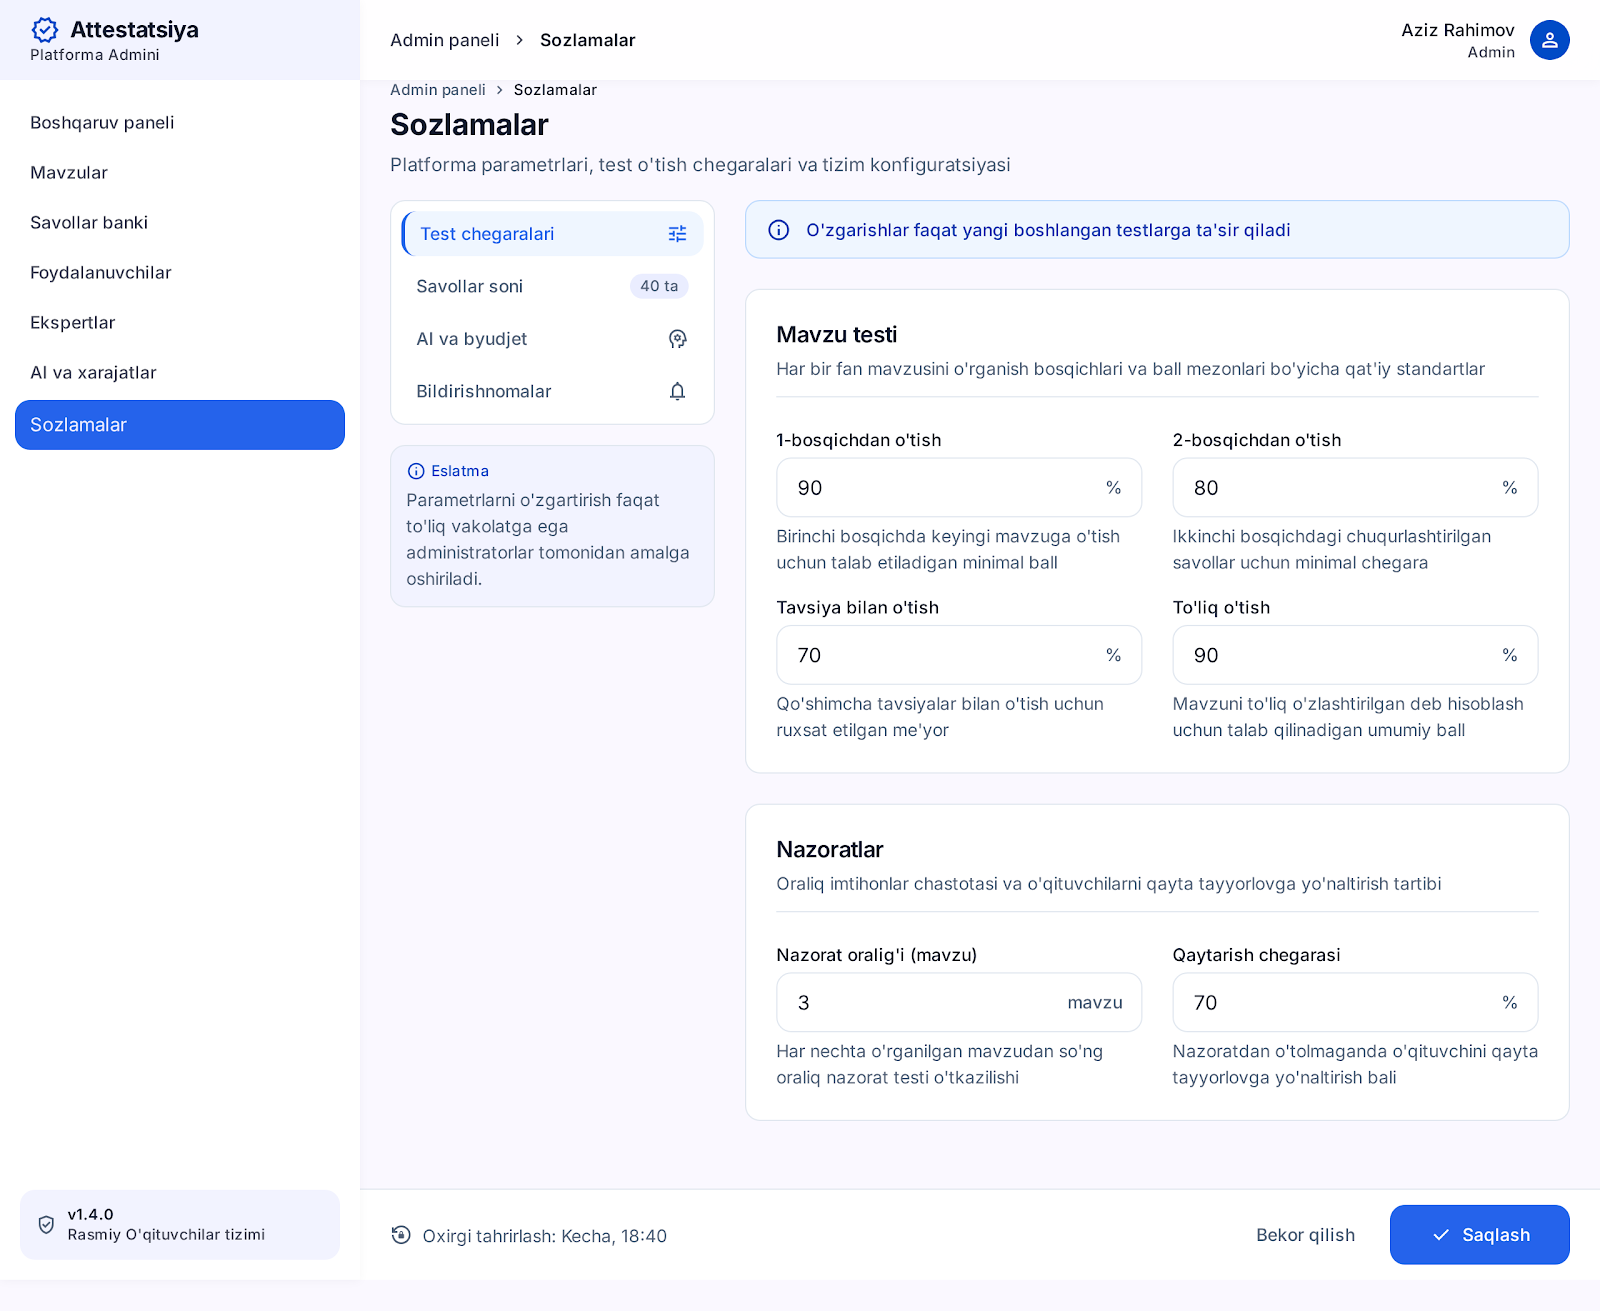 Attestatsiya
Platforma Admini
Boshqaruv paneli
Mavzular
Savollar banki
Foydalanuvchilar
Ekspertlar
AI va xarajatlar
Sozlamalar
v1.4.0
Rasmiy O'qituvchilar tizimi
Admin paneli > Sozlamalar
Aziz Rahimov
Admin
Admin paneli > Sozlamalar
Sozlamalar
Platforma parametrlari, test o'tish chegaralari va tizim konfiguratsiyasi
Test chegaralari
Savollar soni 40 ta
AI va byudjet
Bildirishnomalar
Eslatma
Parametrlarni o'zgartirish faqat
to'liq vakolatga ega
administratorlar tomonidan amalga
oshiriladi.
O'zgarishlar faqat yangi boshlangan testlarga ta'sir qiladi
Mavzu testi
Har bir fan mavzusini o'rganish bosqichlari va ball mezonlari bo'yicha qat'iy standartlar
1-bosqichdan o'tish
90 %
Birinchi bosqichda keyingi mavzuga o'tish
uchun talab etiladigan minimal ball
2-bosqichdan o'tish
80 %
Ikkinchi bosqichdagi chuqurlashtirilgan
savollar uchun minimal chegara
Tavsiya bilan o'tish
70 %
Qo'shimcha tavsiyalar bilan o'tish uchun
ruxsat etilgan me'yor
To'liq o'tish
90 %
Mavzuni to'liq o'zlashtirilgan deb hisoblash
uchun talab qilinadigan umumiy ball
Nazoratlar
Oraliq imtihonlar chastotasi va o'qituvchilarni qayta tayyorlovga yo'naltirish tartibi
Nazorat oralig'i (mavzu)
3 mavzu
Har nechta o'rganilgan mavzudan so'ng
oraliq nazorat testi o'tkazilishi
Qaytarish chegarasi
70 %
Nazoratdan o'tolmaganda o'qituvchini qayta
tayyorlovga yo'naltirish bali
Oxirgi tahrirlash: Kecha, 18:40
Bekor qilish
Saqlash